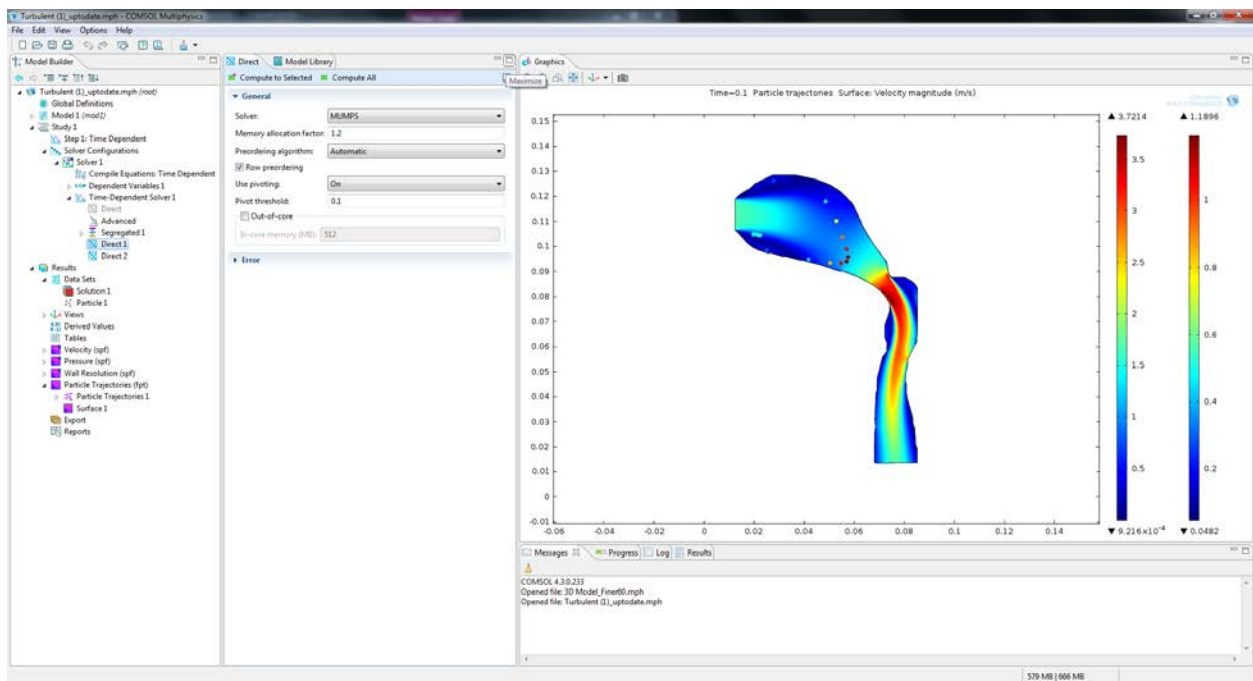 Turbulent (1)_uptodate.mph - COMSOL Multiphysics
File Edit View Options Help
Model Builder
Turbulent (1)_uptodate.mph (root)
Global Definitions
Model 1 (mod1)
Study 1
Step 1: Time Dependent
Solver Configurations
Solver 1
Compile Equations: Time Dependent
Dependent Variables 1
Time-Dependent Solver 1
Direct
Advanced
Segregated 1
Direct 1
Direct 2
Results
Data Sets
Solution 1
Particle 1
Views
Derived Values
Tables
Velocity (spf)
Pressure (spf)
Wall Resolution (spf)
Particle Trajectories (fpt)
Particle Trajectories 1
Surface 1
Export
Reports
Direct Model Library
Compute to Selected Compute All
General
Solver: MUMPS
Memory allocation factor: 1.2
Preordering algorithm: Automatic
Row preordering
Use pivoting: On
Pivot threshold: 0.1
Out-of-core
In-core memory (MB): 512
Error
Graphics
Maximize
Time=0.1 Particle trajectories Surface: Velocity magnitude (m/s)
0.15
0.14
0.13
0.12
0.11
0.1
0.09
0.08
0.07
0.06
0.05
0.04
0.03
0.02
0.01
0
-0.01
-0.06 -0.04 -0.02 0 0.02 0.04 0.06 0.08 0.1 0.12 0.14
▲ 3.7214
3.5
3
2.5
2
1.5
1
0.5
▼ 9.216×10⁻⁴
▲ 1.1896
1
0.8
0.6
0.4
0.2
▼ 0.0482
Messages Progress Log Results
COMSOL 4.3.0.233
Opened file: 3D Model_Finer60.mph
Opened file: Turbulent (1)_uptodate.mph
579 MB | 666 MB